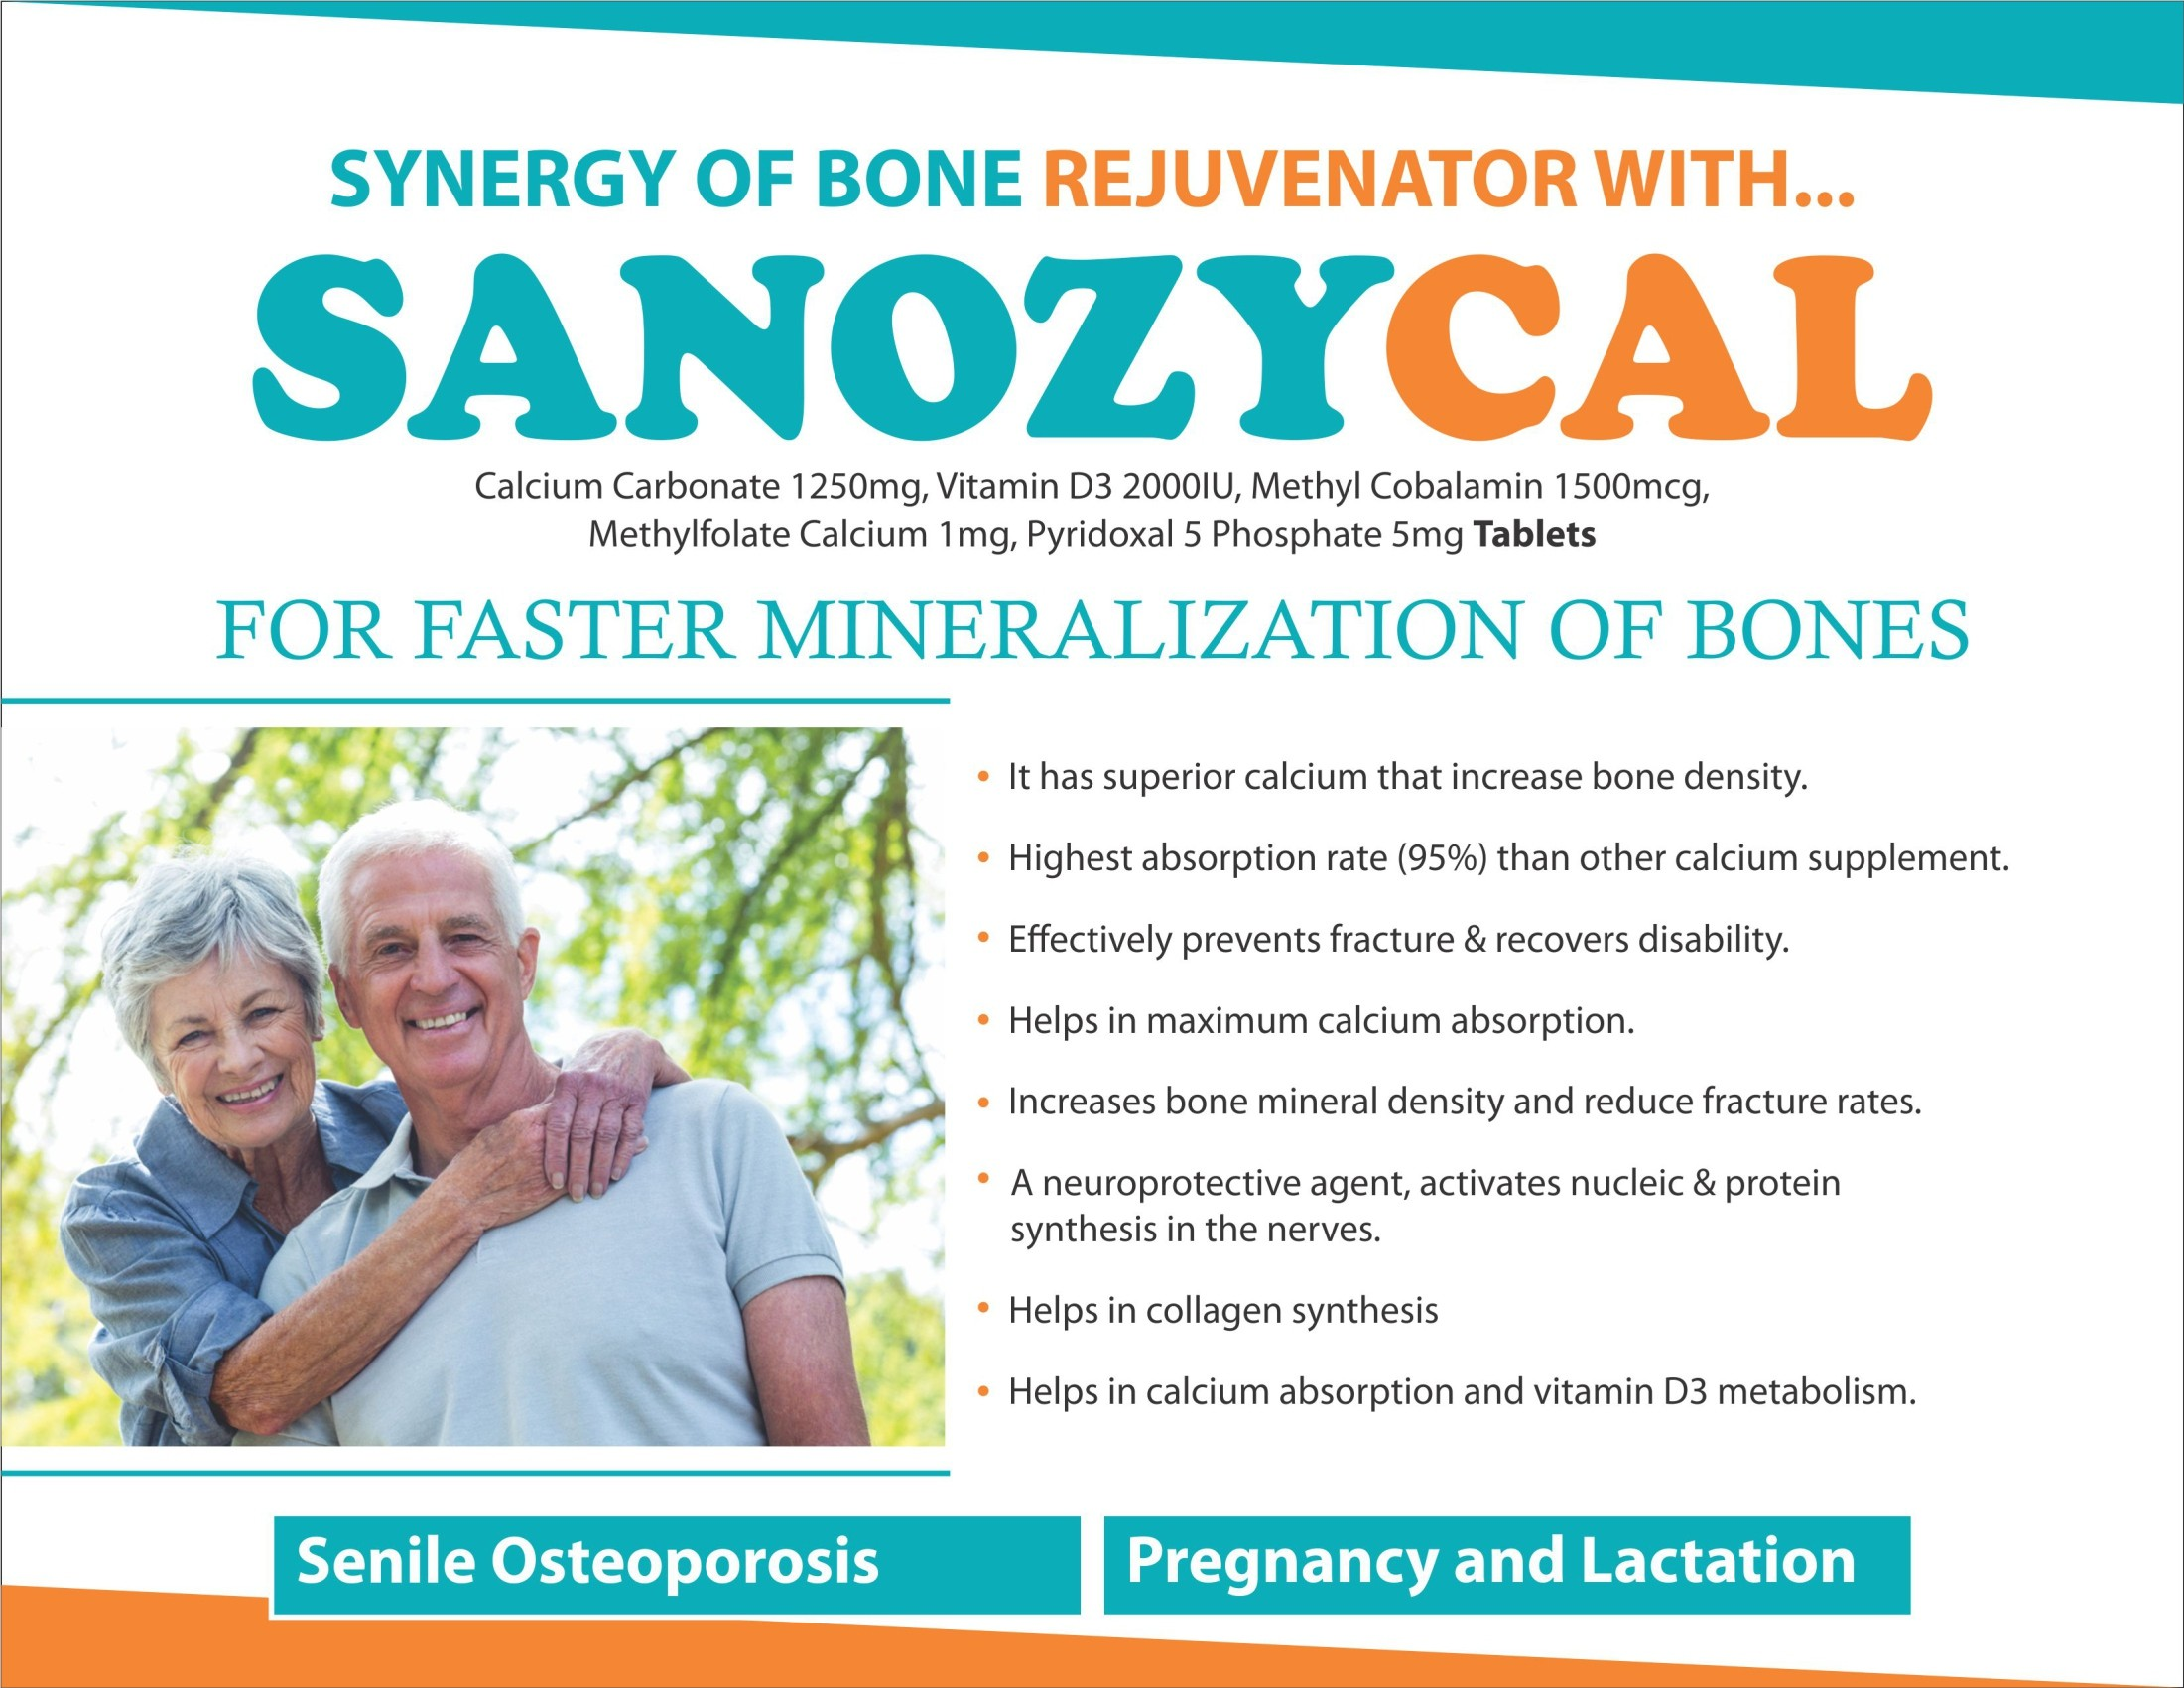 SYNERGY OF BONE REJUVENATOR WITH...
SANOZYCAL
Calcium Carbonate 1250mg, Vitamin D3 2000IU, Methyl Cobalamin 1500mcg,
Methylfolate Calcium 1mg, Pyridoxal 5 Phosphate 5mg Tablets
FOR FASTER MINERALIZATION OF BONES
• It has superior calcium that increase bone density.
• Highest absorption rate (95%) than other calcium supplement.
• Effectively prevents fracture & recovers disability.
• Helps in maximum calcium absorption.
• Increases bone mineral density and reduce fracture rates.
• A neuroprotective agent, activates nucleic & protein
synthesis in the nerves.
• Helps in collagen synthesis
• Helps in calcium absorption and vitamin D3 metabolism.
Senile Osteoporosis
Pregnancy and Lactation